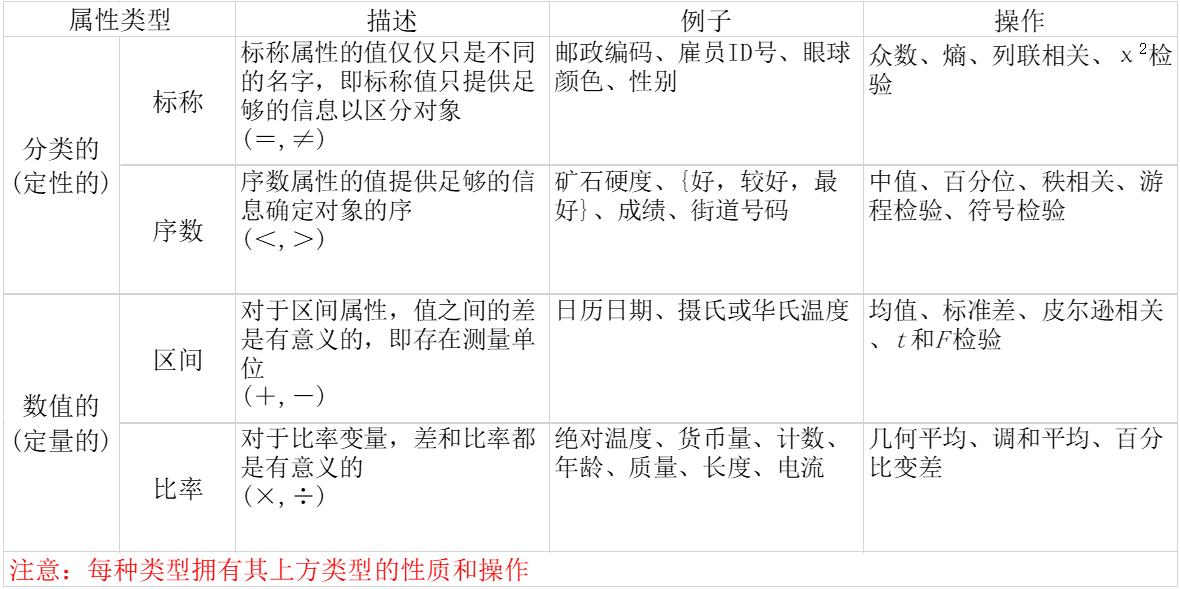 属性类型 描述 例子 操作
分类的
(定性的)
标称
标称属性的值仅仅只是不同
的名字，即标称值只提供足
够的信息以区分对象
(＝,≠)
邮政编码、雇员ID号、眼球
颜色、性别
众数、熵、列联相关、χ²检
验
序数
序数属性的值提供足够的信
息确定对象的序
(＜,＞)
矿石硬度、{好，较好，最
好}、成绩、街道号码
中值、百分位、秩相关、游
程检验、符号检验
数值的
(定量的)
区间
对于区间属性，值之间的差
是有意义的，即存在测量单
位
(＋,－)
日历日期、摄氏或华氏温度
均值、标准差、皮尔逊相关
、t和F检验
比率
对于比率变量，差和比率都
是有意义的
(×,÷)
绝对温度、货币量、计数、
年龄、质量、长度、电流
几何平均、调和平均、百分
比变差
注意：每种类型拥有其上方类型的性质和操作